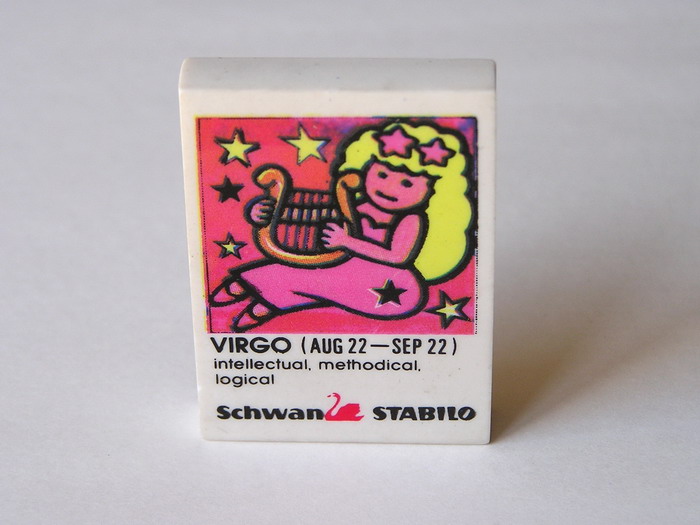 VIRGO (AUG 22—SEP 22)
intellectual, methodical,
logical
Schwan STABILO